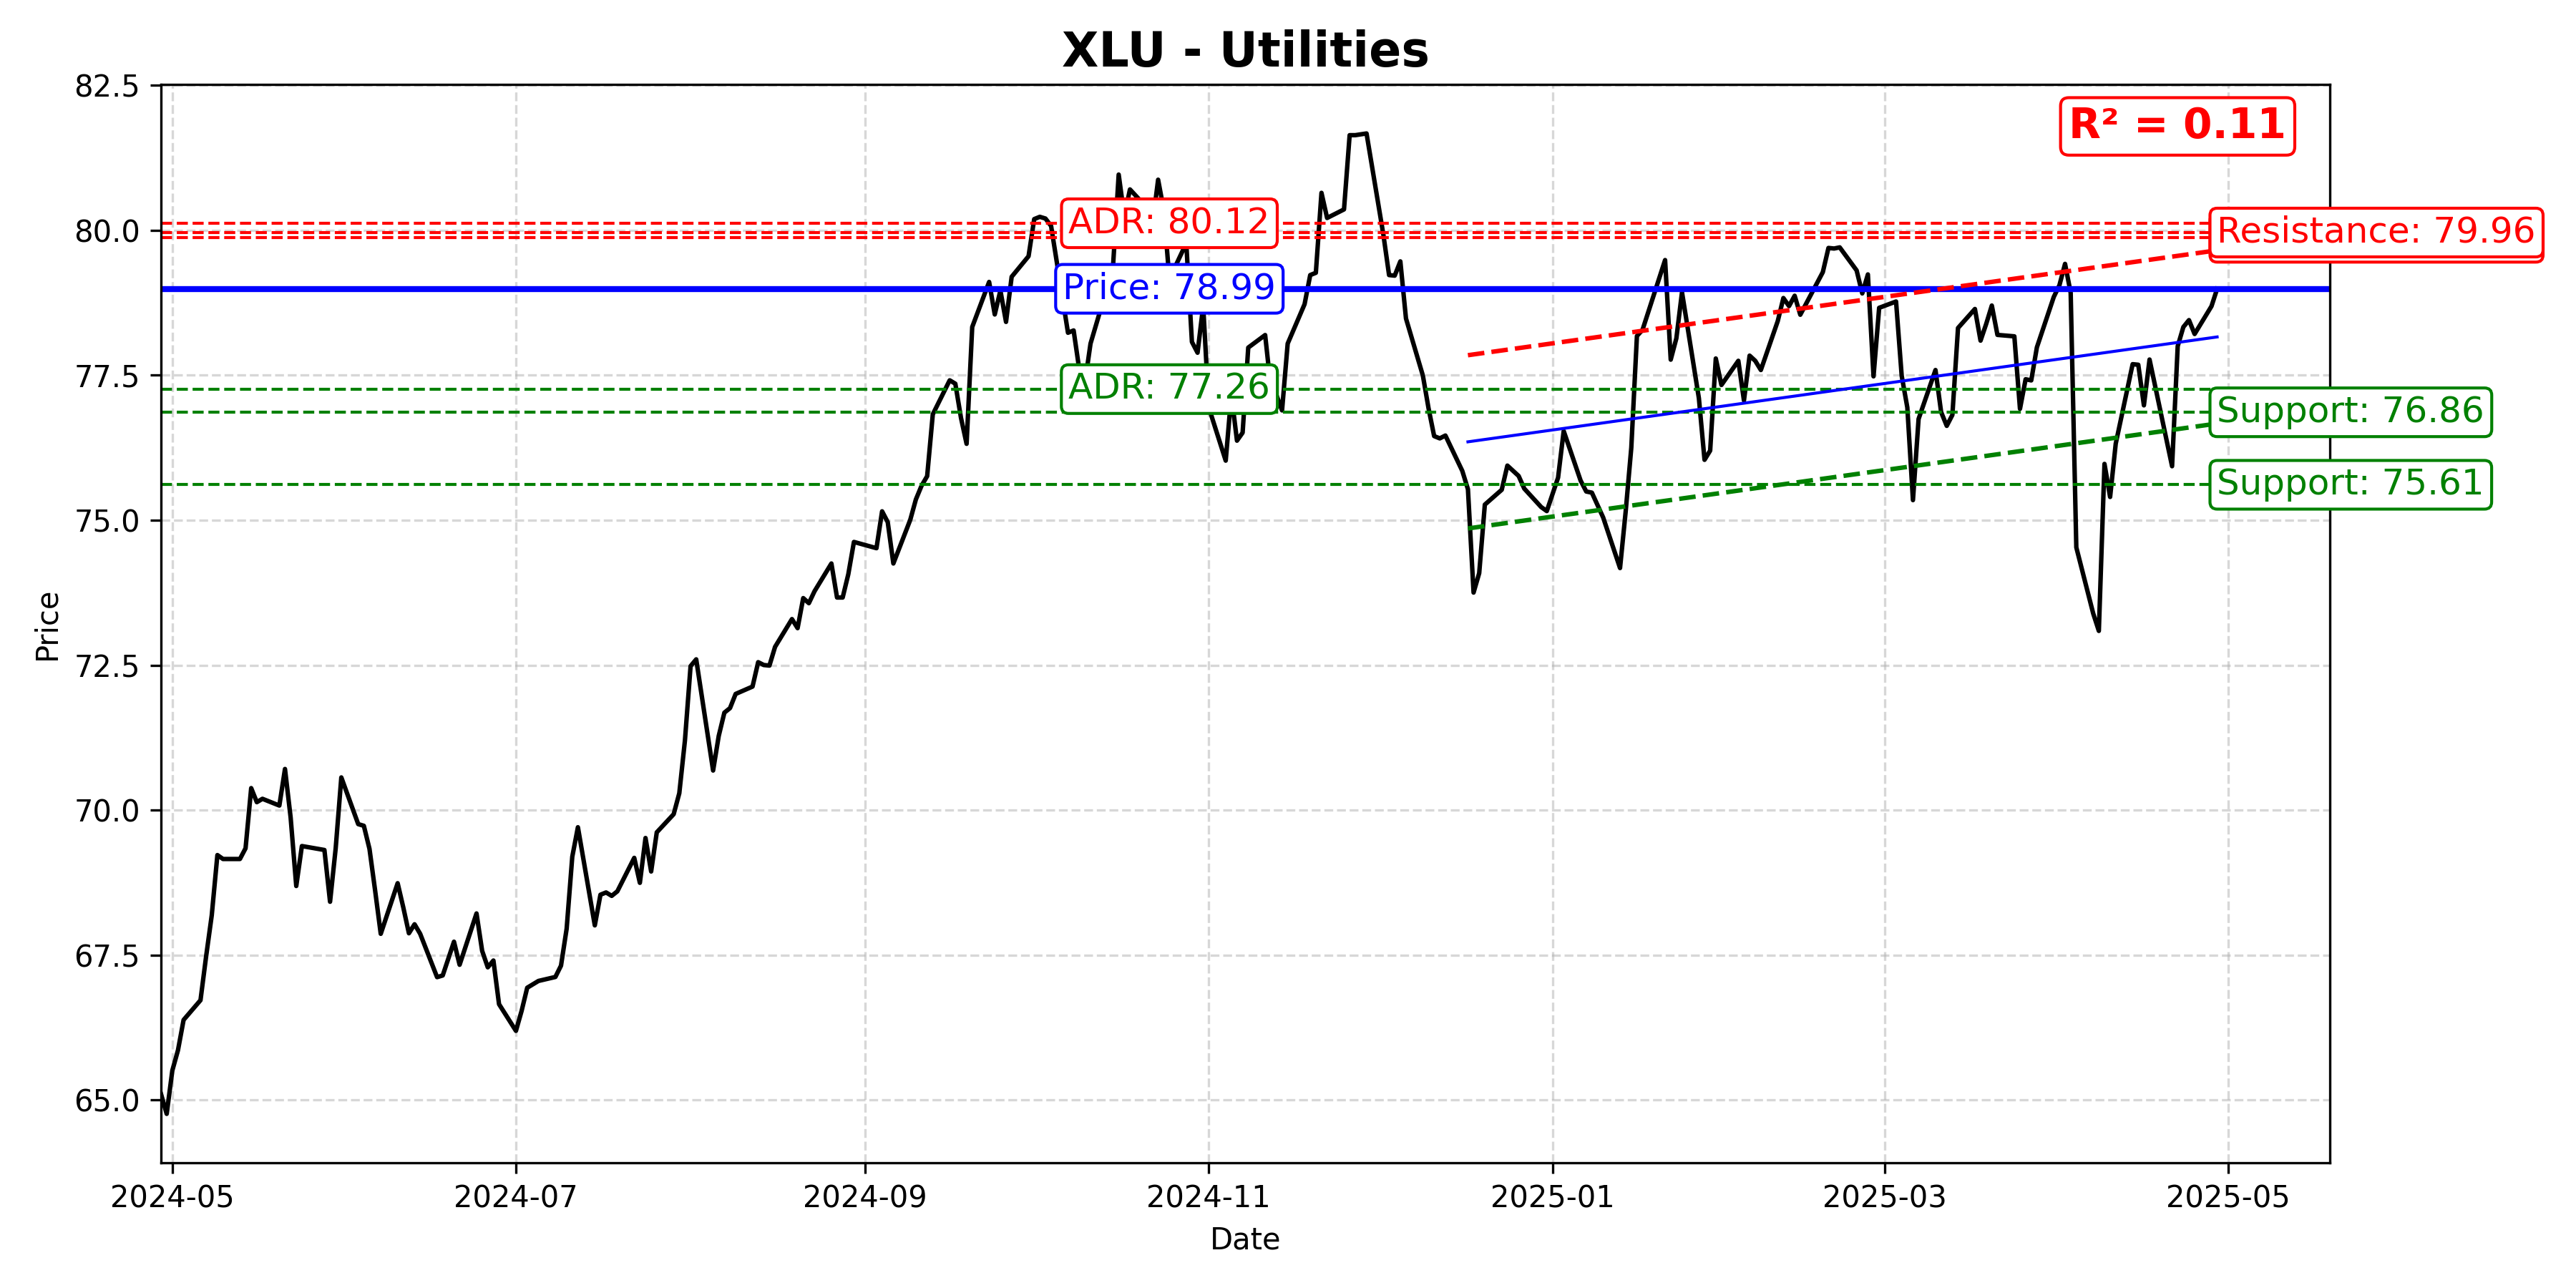 XLU - Utilities
82.5
80.0
77.5
75.0
72.5
70.0
67.5
65.0
Price
R² = 0.11
ADR: 80.12
Resistance: 79.96
Price: 78.99
ADR: 77.26
Support: 76.86
Support: 75.61
2024-05
2024-07
2024-09
2024-11
2025-01
2025-03
2025-05
Date